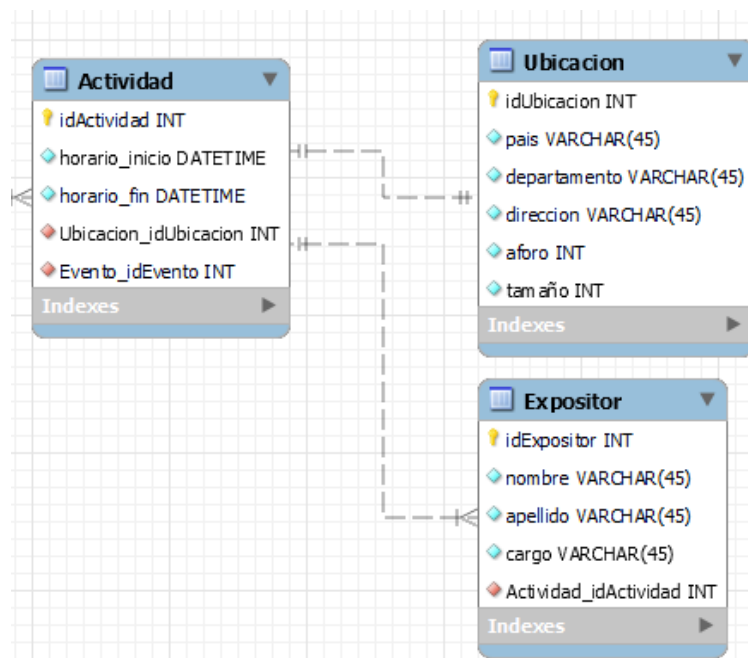 Actividad
idActividad INT
horario_inicio DATETIME
horario_fin DATETIME
Ubicacion_idUbicacion INT
Evento_idEvento INT
Indexes
Ubicacion
idUbicacion INT
pais VARCHAR(45)
departamento VARCHAR(45)
direccion VARCHAR(45)
aforo INT
tamaño INT
Indexes
Expositor
idExpositor INT
nombre VARCHAR(45)
apellido VARCHAR(45)
cargo VARCHAR(45)
Actividad_idActividad INT
Indexes